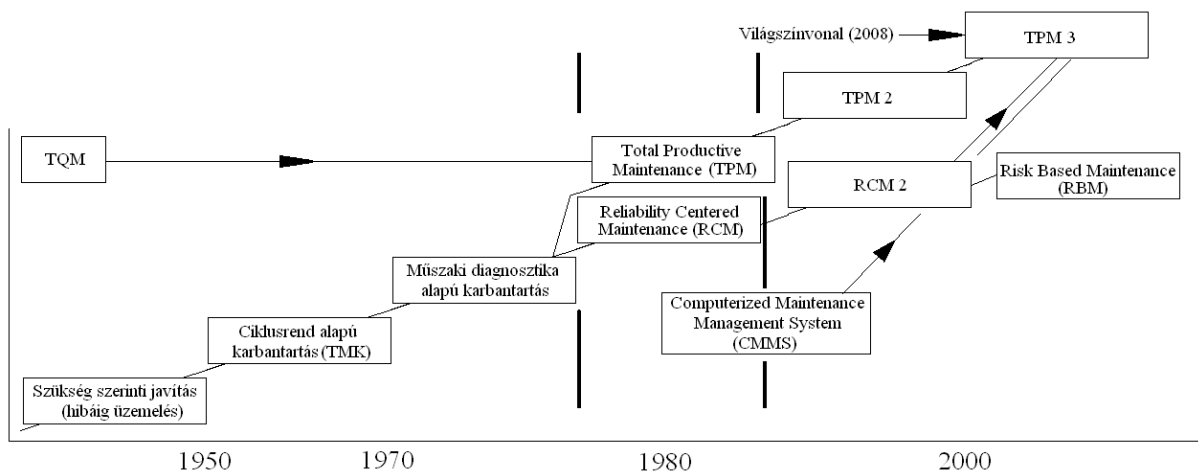 Világszínvonal (2008)
TPM 3
TPM 2
TQM
Total Productive
Maintenance (TPM)
RCM 2
Risk Based Maintenance
(RBM)
Reliability Centered
Maintenance (RCM)
Műszaki diagnosztika
alapú karbantartás
Computerized Maintenance
Management System
(CMMS)
Ciklusrend alapú
karbantartás (TMK)
Szükség szerinti javítás
(hibáig üzemelés)
1950
1970
1980
2000